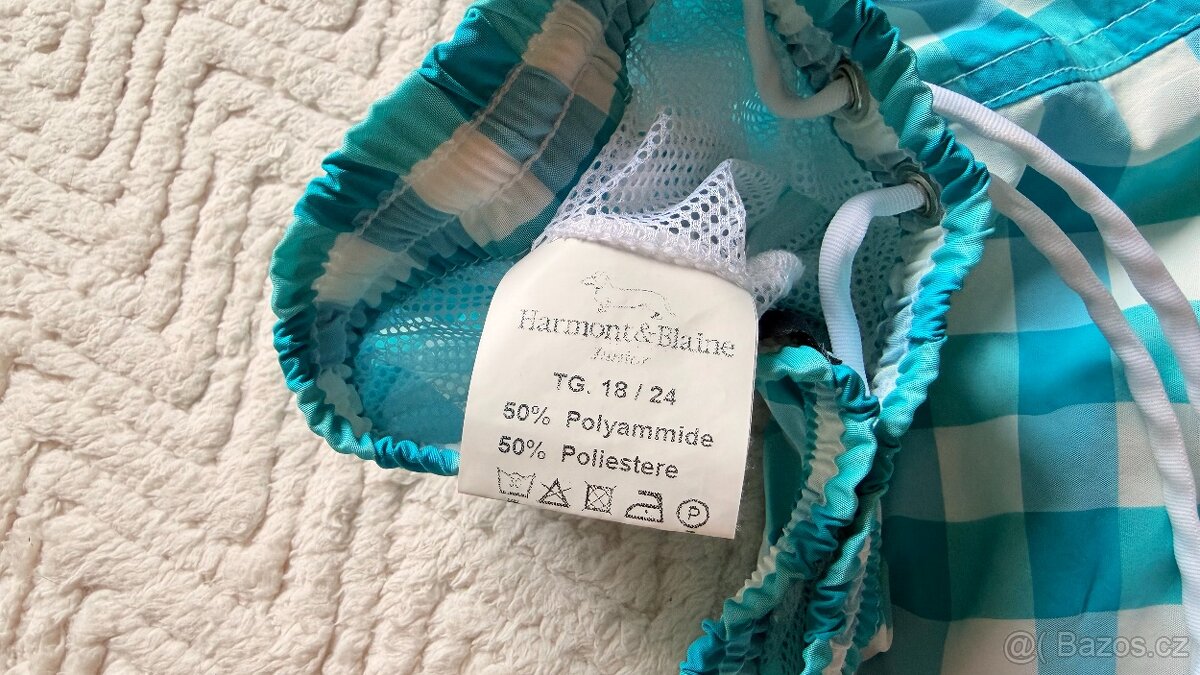 Harmont&Blaine
Junior
TG. 18 / 24
50% Polyammide
50% Poliestere
P
@( Bazos.cz